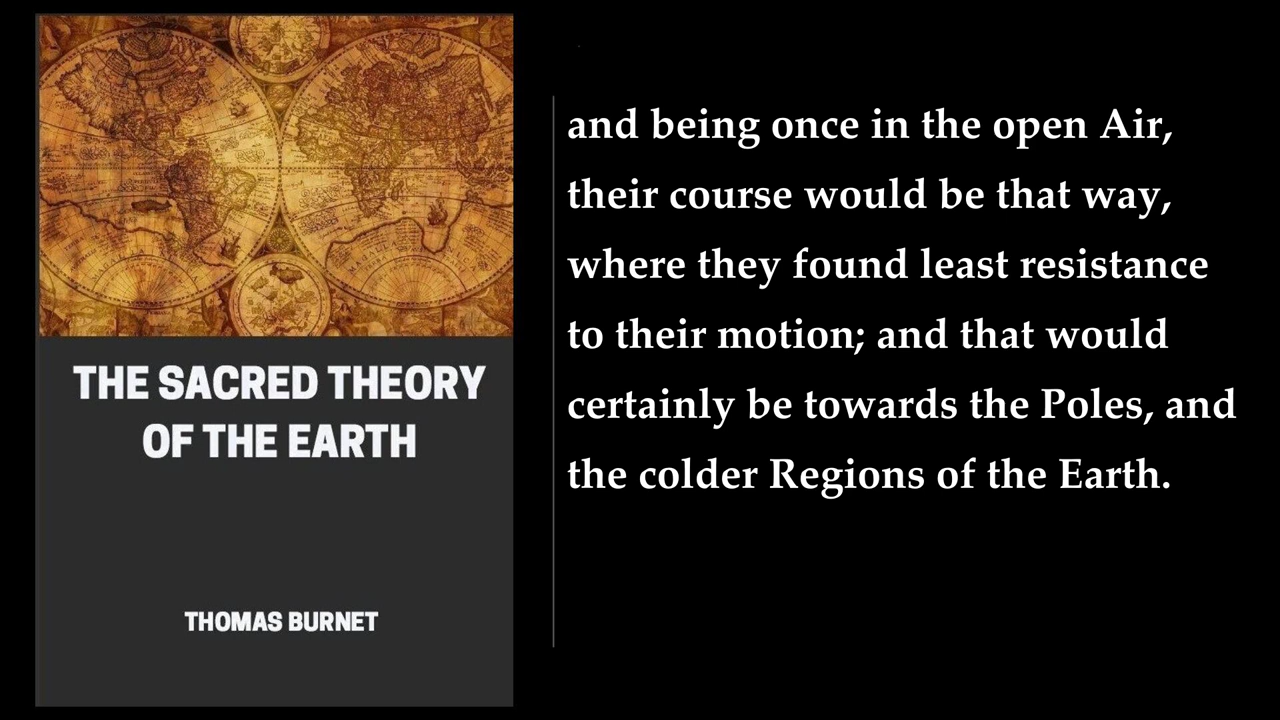 THE SACRED THEORY
OF THE EARTH
THOMAS BURNET
and being once in the open Air,
their course would be that way,
where they found least resistance
to their motion; and that would
certainly be towards the Poles, and
the colder Regions of the Earth.